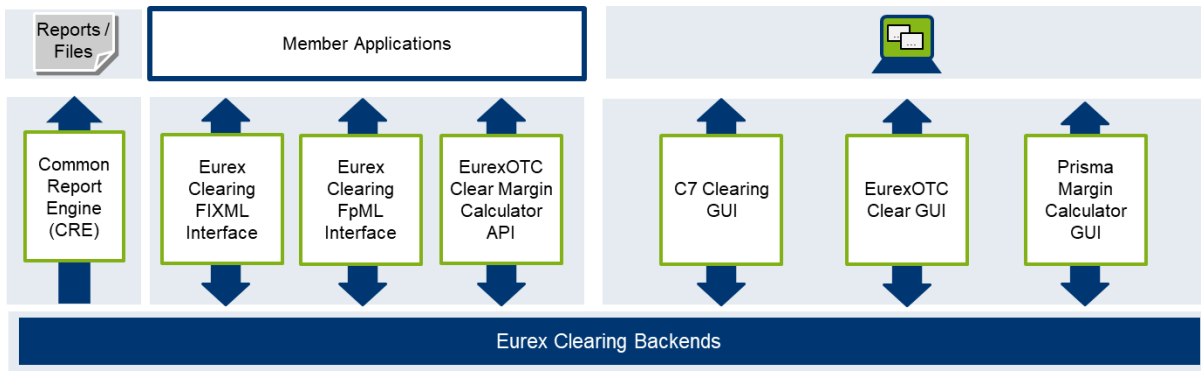 Reports /
Files
Member Applications
...
...
Common
Report
Engine
(CRE)
Eurex
Clearing
FIXML
Interface
Eurex
Clearing
FpML
Interface
EurexOTC
Clear Margin
Calculator
API
C7 Clearing
GUI
EurexOTC
Clear GUI
Prisma
Margin
Calculator
GUI
Eurex Clearing Backends